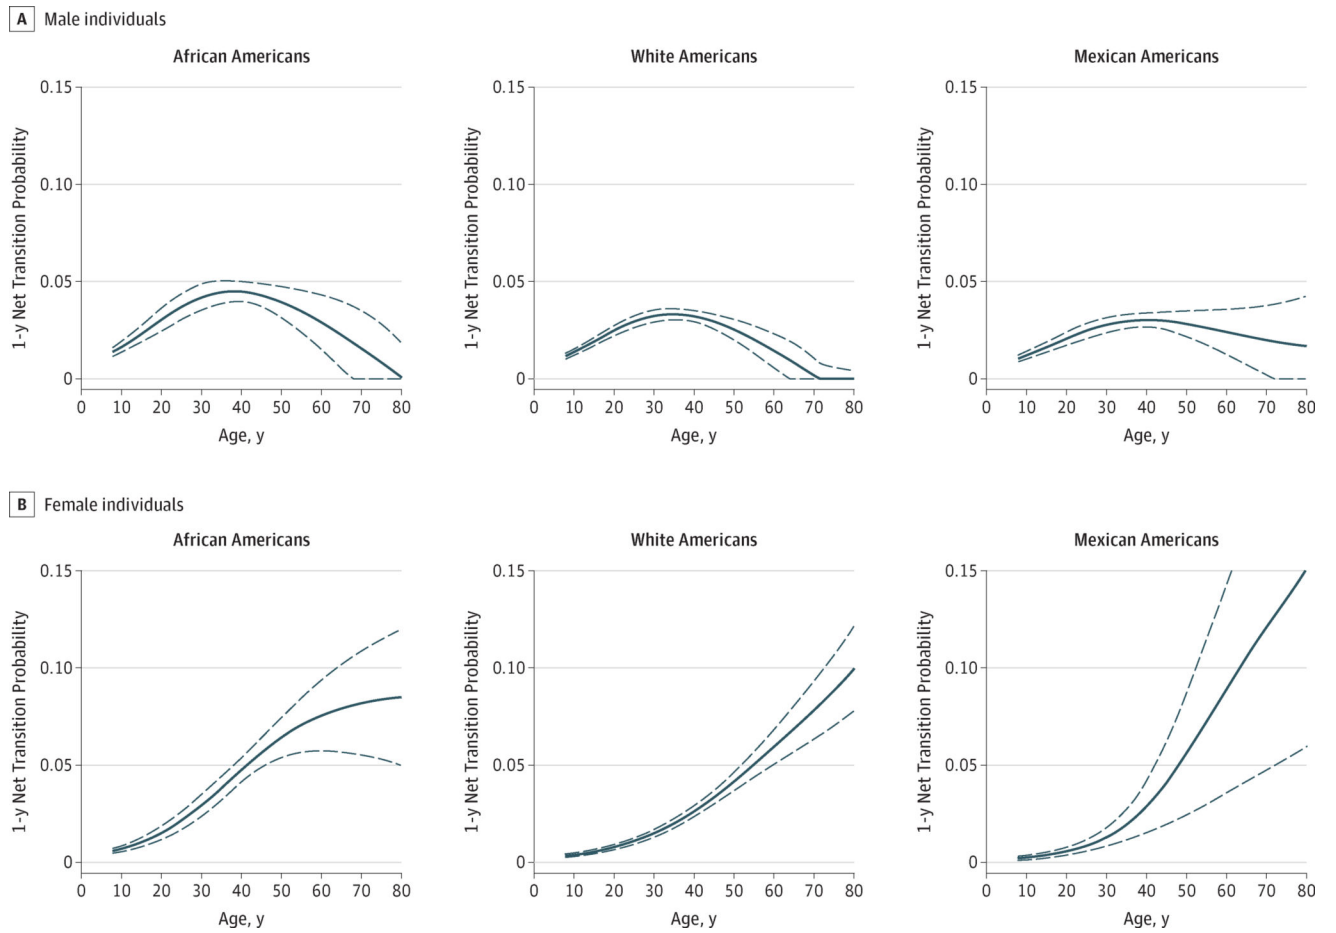 A Male individuals
African Americans
0.15
0.10
0.05
0
1-y Net Transition Probability
0 10 20 30 40 50 60 70 80
Age, y
White Americans
0.15
0.10
0.05
0
1-y Net Transition Probability
0 10 20 30 40 50 60 70 80
Age, y
Mexican Americans
0.15
0.10
0.05
0
1-y Net Transition Probability
0 10 20 30 40 50 60 70 80
Age, y
B Female individuals
African Americans
0.15
0.10
0.05
0
1-y Net Transition Probability
0 10 20 30 40 50 60 70 80
Age, y
White Americans
0.15
0.10
0.05
0
1-y Net Transition Probability
0 10 20 30 40 50 60 70 80
Age, y
Mexican Americans
0.15
0.10
0.05
0
1-y Net Transition Probability
0 10 20 30 40 50 60 70 80
Age, y